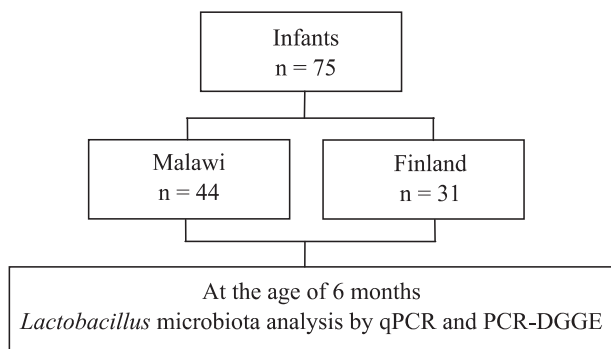 Infants
n = 75
Malawi
n = 44
Finland
n = 31
At the age of 6 months
Lactobacillus microbiota analysis by qPCR and PCR-DGGE